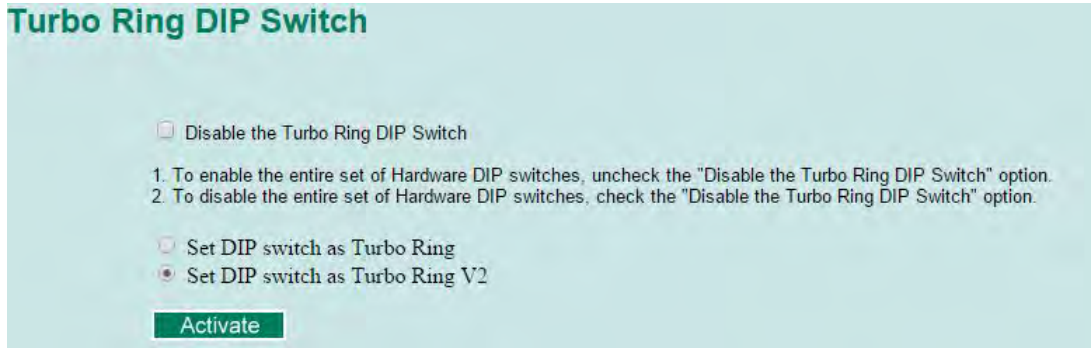 Turbo Ring DIP Switch
Disable the Turbo Ring DIP Switch
1. To enable the entire set of Hardware DIP switches, uncheck the "Disable the Turbo Ring DIP Switch" option.
2. To disable the entire set of Hardware DIP switches, check the "Disable the Turbo Ring DIP Switch" option.
Set DIP switch as Turbo Ring
Set DIP switch as Turbo Ring V2
Activate